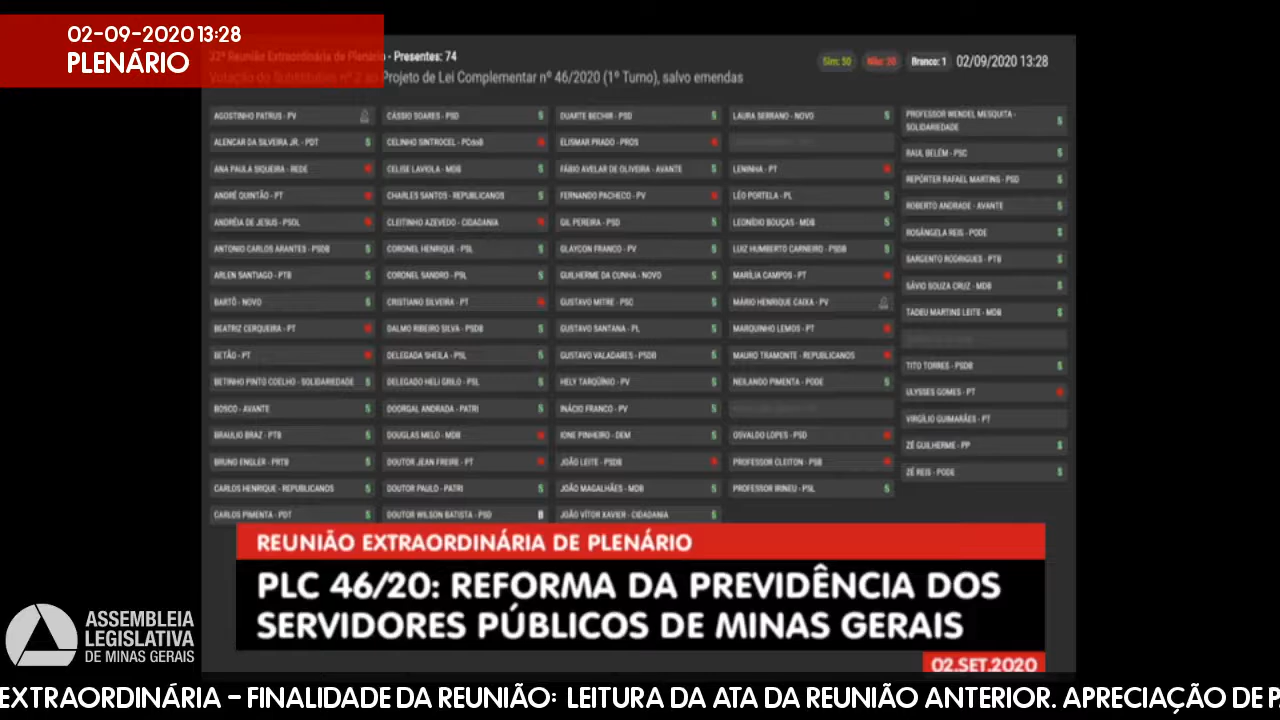 02-09-2020 13:28
PLENÁRIO
32ª Reunião Extraordinária de Plenário - Presentes: 74
Votação do Substitutivo nº 2 ao Projeto de Lei Complementar nº 46/2020 (1º Turno), salvo emendas
Sim: 50
Não: 20
Branco: 1
02/09/2020 13:28
AGOSTINHO PATRUS - PV
ALENCAR DA SILVEIRA JR. - PDT S
ANA PAULA SIQUEIRA - REDE
ANDRÉ QUINTÃO - PT
ANDRÉIA DE JESUS - PSOL
ANTONIO CARLOS ARANTES - PSDB S
ARLEN SANTIAGO - PTB S
BARTÔ - NOVO S
BEATRIZ CERQUEIRA - PT
BETÃO - PT
BETINHO PINTO COELHO - SOLIDARIEDADE S
BOSCO - AVANTE S
BRAULIO BRAZ - PTB S
BRUNO ENGLER - PRTB S
CARLOS HENRIQUE - REPUBLICANOS S
CARLOS PIMENTA - PDT S
CÁSSIO SOARES - PSD S
CELINHO SINTROCEL - PCdoB
CELISE LAVIOLA - MDB S
CHARLES SANTOS - REPUBLICANOS S
CLEITINHO AZEVEDO - CIDADANIA
CORONEL HENRIQUE - PSL S
CORONEL SANDRO - PSL S
CRISTIANO SILVEIRA - PT
DALMO RIBEIRO SILVA - PSDB S
DELEGADA SHEILA - PSL S
DELEGADO HELI GRILO - PSL S
DOORGAL ANDRADA - PATRI S
DOUGLAS MELO - MDB
DOUTOR JEAN FREIRE - PT
DOUTOR PAULO - PATRI S
DOUTOR WILSON BATISTA - PSD B
DUARTE BECHIR - PSD S
ELISMAR PRADO - PROS
FÁBIO AVELAR DE OLIVEIRA - AVANTE S
FERNANDO PACHECO - PV
GIL PEREIRA - PSD S
GLAYCON FRANCO - PV S
GUILHERME DA CUNHA - NOVO S
GUSTAVO MITRE - PSC S
GUSTAVO SANTANA - PL S
GUSTAVO VALADARES - PSDB S
HELY TARQÜÍNIO - PV S
INÁCIO FRANCO - PV S
IONE PINHEIRO - DEM S
JOÃO LEITE - PSDB
JOÃO MAGALHÃES - MDB S
JOÃO VÍTOR XAVIER - CIDADANIA S
LAURA SERRANO - NOVO S
LENINHA - PT
LÉO PORTELA - PL S
LEONÍDIO BOUÇAS - MDB S
LUIZ HUMBERTO CARNEIRO - PSDB S
MARÍLIA CAMPOS - PT
MÁRIO HENRIQUE CAIXA - PV
MARQUINHO LEMOS - PT
MAURO TRAMONTE - REPUBLICANOS
NEILANDO PIMENTA - PODE S
OSVALDO LOPES - PSD
PROFESSOR CLEITON - PSB
PROFESSOR IRINEU - PSL S
PROFESSOR WENDEL MESQUITA -
SOLIDARIEDADE S
RAUL BELÉM - PSC S
REPÓRTER RAFAEL MARTINS - PSD S
ROBERTO ANDRADE - AVANTE S
ROSÂNGELA REIS - PODE S
SARGENTO RODRIGUES - PTB S
SÁVIO SOUZA CRUZ - MDB S
TADEU MARTINS LEITE - MDB S
TITO TORRES - PSDB S
ULYSSES GOMES - PT
VIRGÍLIO GUIMARÃES - PT
ZÉ GUILHERME - PP S
ZÉ REIS - PODE S
REUNIÃO EXTRAORDINÁRIA DE PLENÁRIO
PLC 46/20: REFORMA DA PREVIDÊNCIA DOS
SERVIDORES PÚBLICOS DE MINAS GERAIS
02.SET.2020
ASSEMBLEIA
LEGISLATIVA
DE MINAS GERAIS
EXTRAORDINÁRIA - FINALIDADE DA REUNIÃO: LEITURA DA ATA DA REUNIÃO ANTERIOR. APRECIAÇÃO DE P